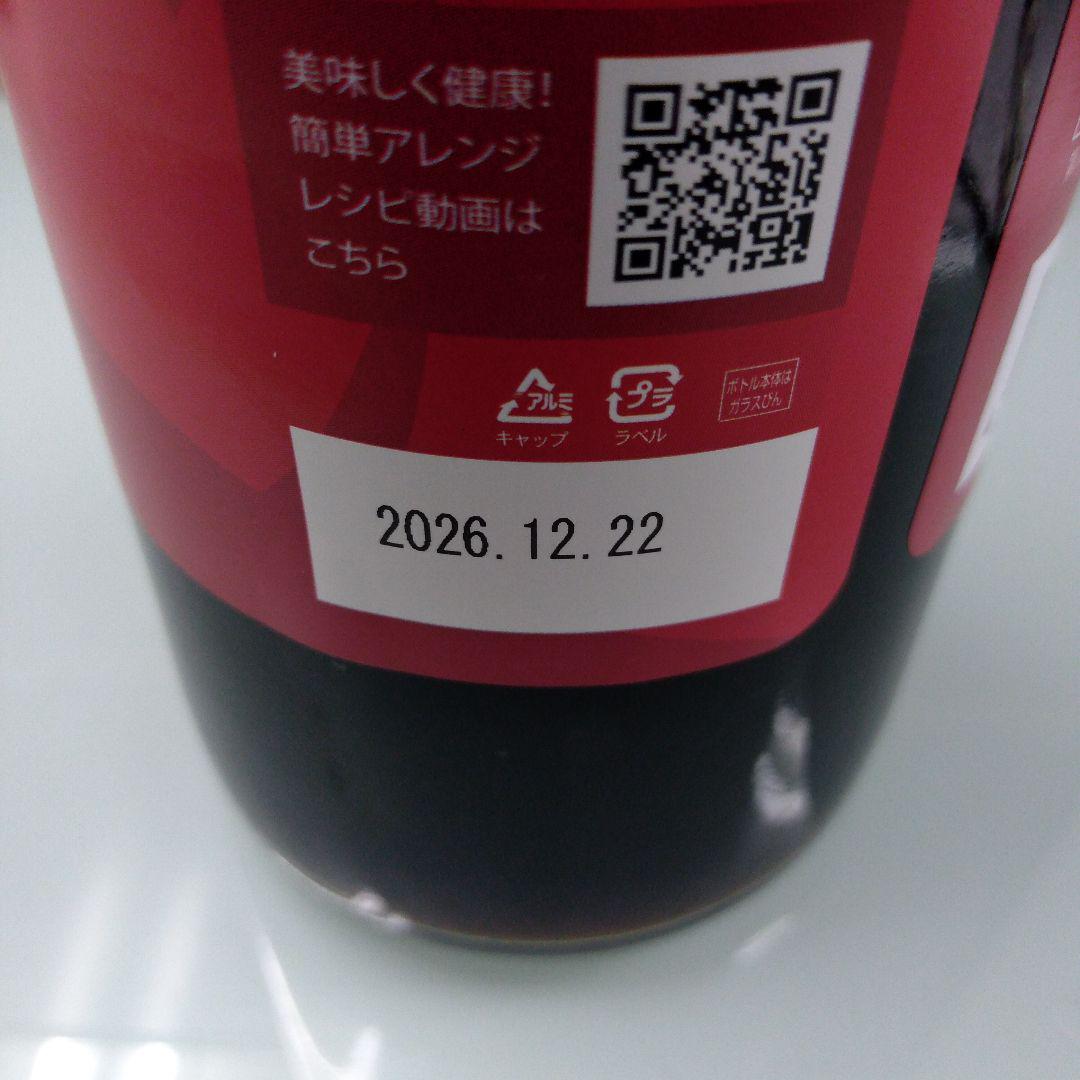 美味しく健康!
簡単アレンジ
レシピ動画は
こちら
アルミ
キャップ
プラ
ラベル
ボトル本体は
ガラスびん
2026.12.22